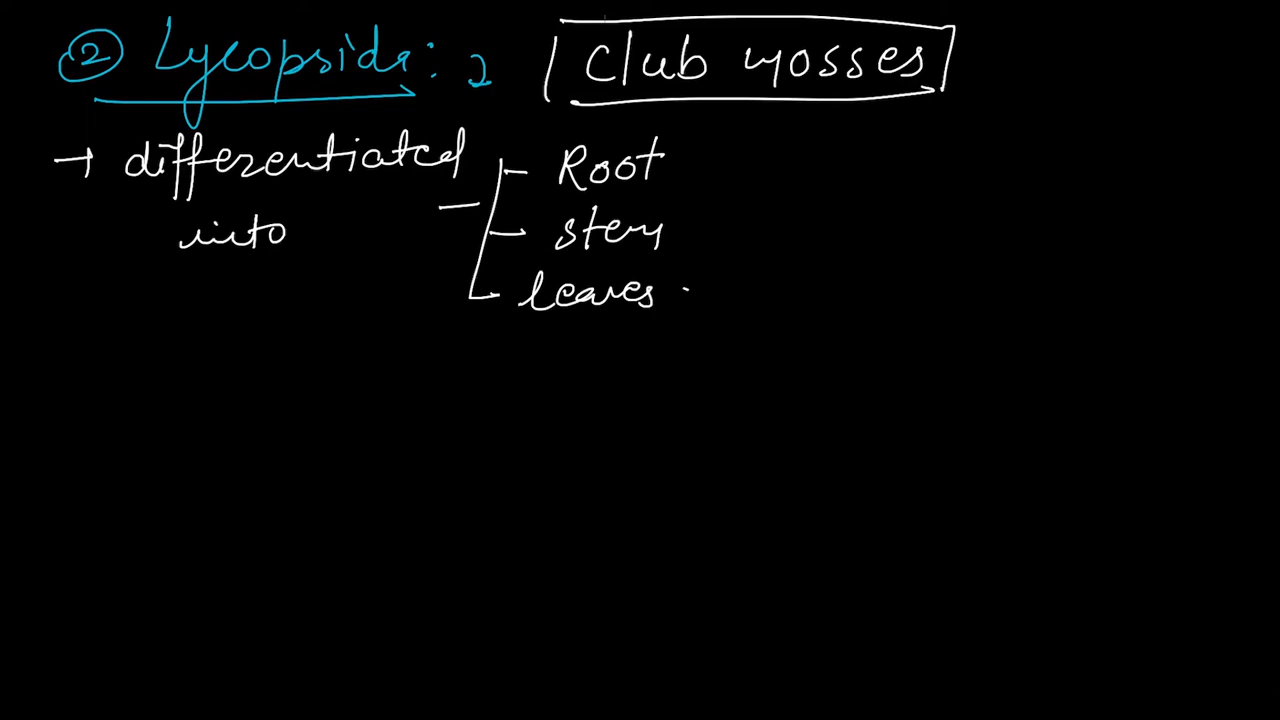 ② Lycopsida: 2 Club mosses
→ differentiated - Root
into - stem
leaves .